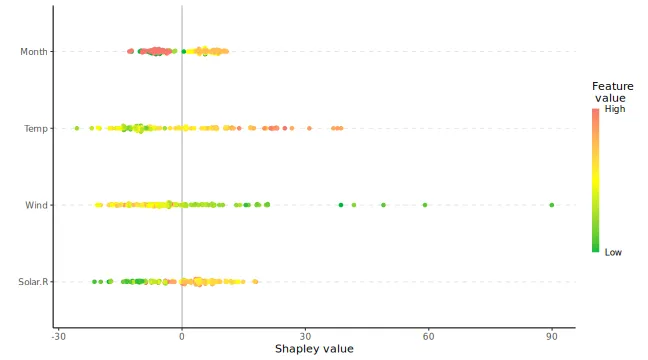 Month
Temp
Wind
Solar.R
-30
0
30
60
90
Shapley value
Feature
value
High
Low